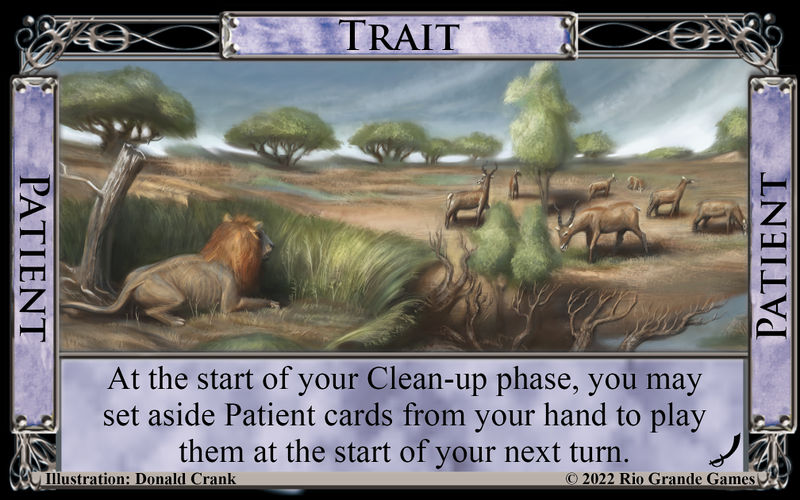 TRAIT
PATIENT
PATIENT
At the start of your Clean-up phase, you may
set aside Patient cards from your hand to play
them at the start of your next turn.
Illustration: Donald Crank
© 2022 Rio Grande Games